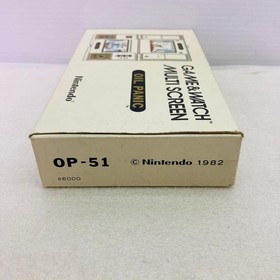 GAME&WATCH
MULTI SCREEN
OIL PANIC
Nintendo
OP-51
© Nintendo 1982
¥6000